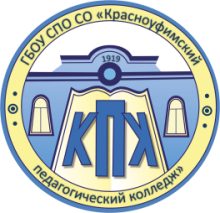 ГБОУ СПО СО «Красноуфимский
педагогический колледж»
1919
КПК